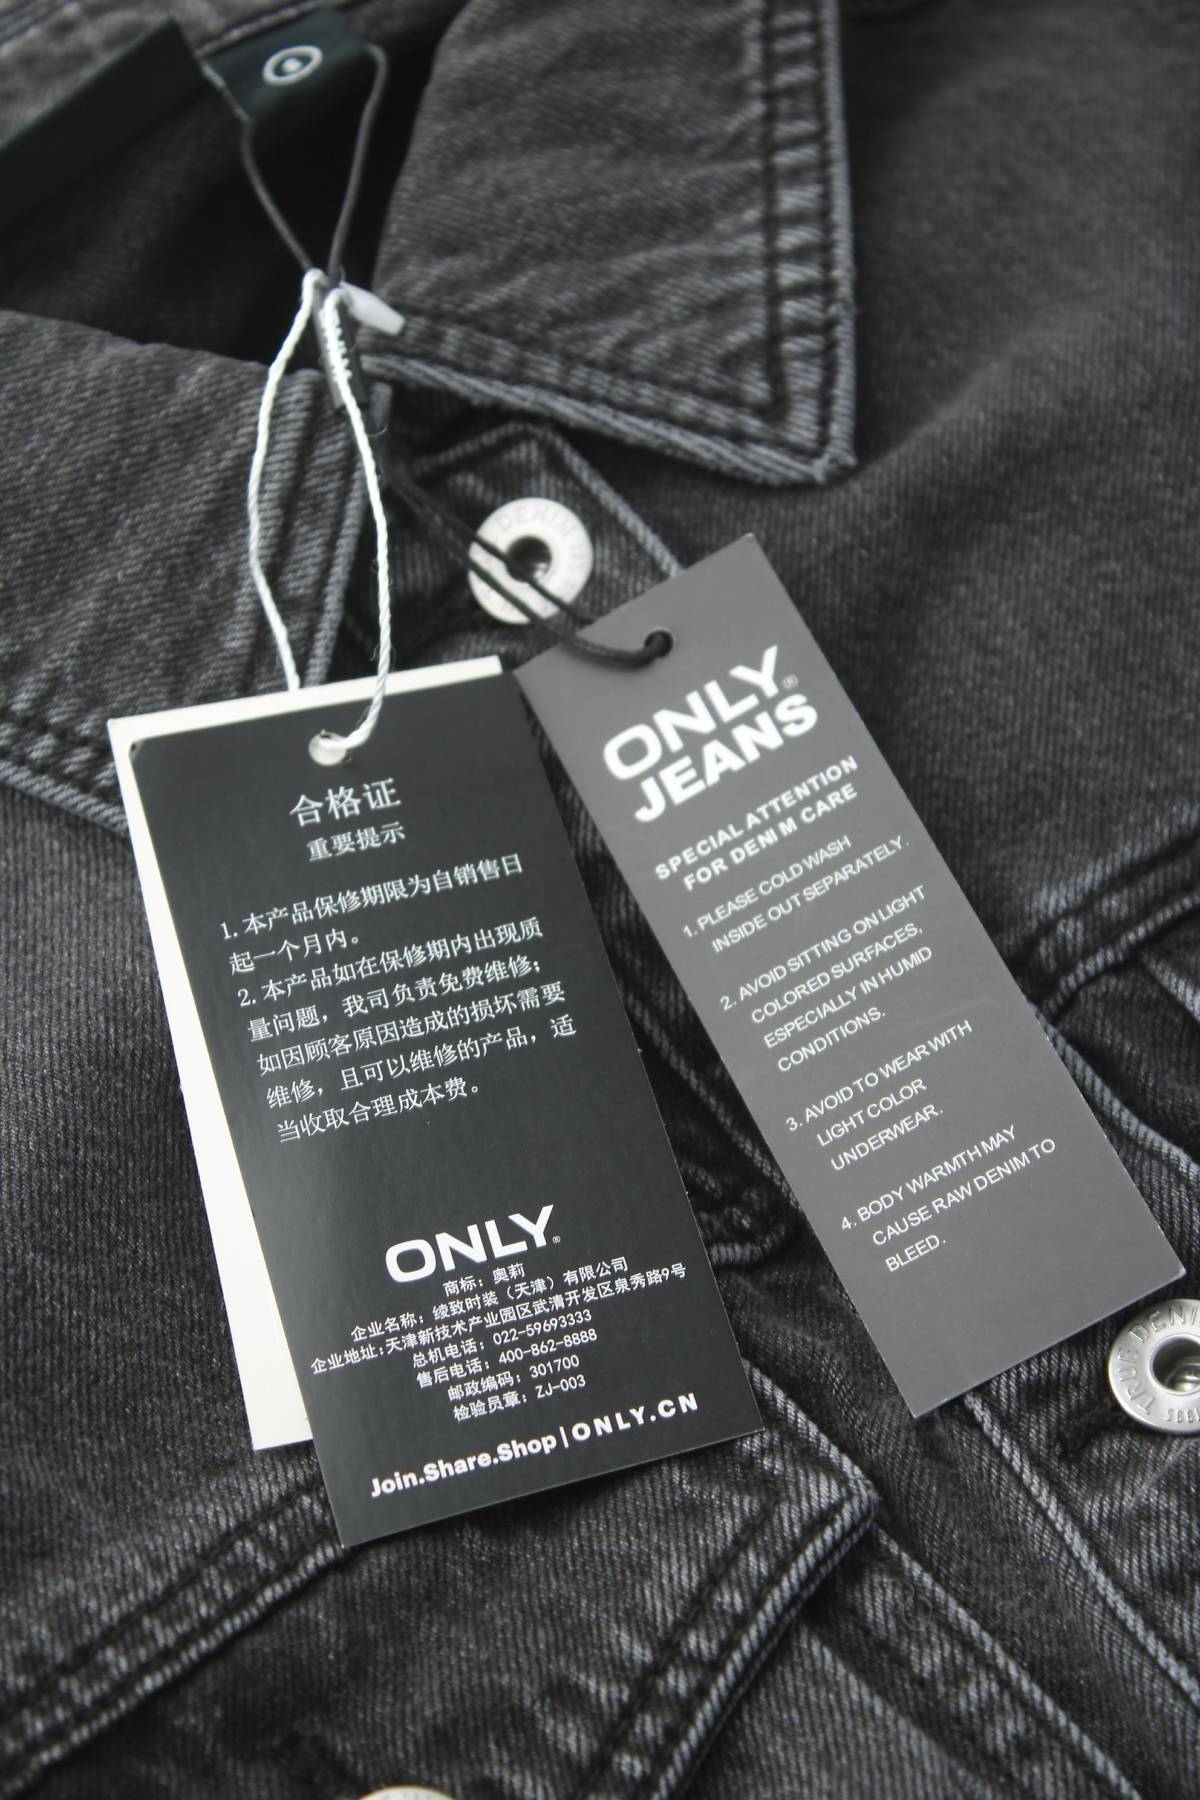 合格证
重要提示
1. 本产品保修期限为自销售日
起一个月内。
2. 本产品如在保修期内出现质
量问题，我司负责免费维修；
如因顾客原因造成的损坏需要
维修，且可以维修的产品，适
当收取合理成本费。
ONLY®
商标：奥莉
企业名称：绫致时装（天津）有限公司
企业地址:天津新技术产业园区武清开发区泉秀路9号
总机电话：022-59693333
售后电话：400-862-8888
邮政编码：301700
检验员章：ZJ-003
Join.Share.Shop|ONLY.CN
ONLY®
JEANS
SPECIAL ATTENTION
FOR DENIM CARE
1. PLEASE COLD WASH
INSIDE OUT SEPARATELY.
2. AVOID SITTING ON LIGHT
COLORED SURFACES,
ESPECIALLY IN HUMID
CONDITIONS.
3. AVOID TO WEAR WITH
LIGHT COLOR
UNDERWEAR.
4. BODY WARMTH MAY
CAUSE RAW DENIM TO
BLEED.
DENIM
TRUE DENIM